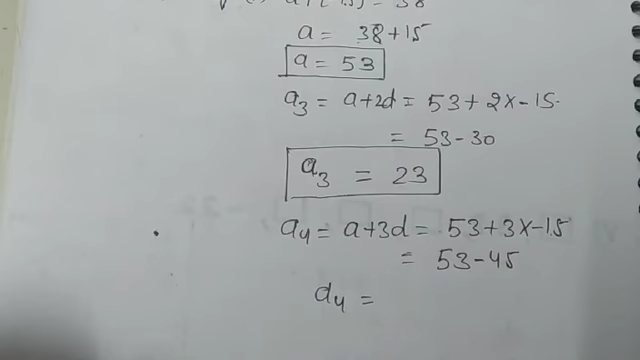 a = 38+15
a = 53
a3 = a+2d = 53 + 2x-15
= 53-30
a3 = 23
a4 = a+3d = 53+3x-15
= 53-45
a4 =